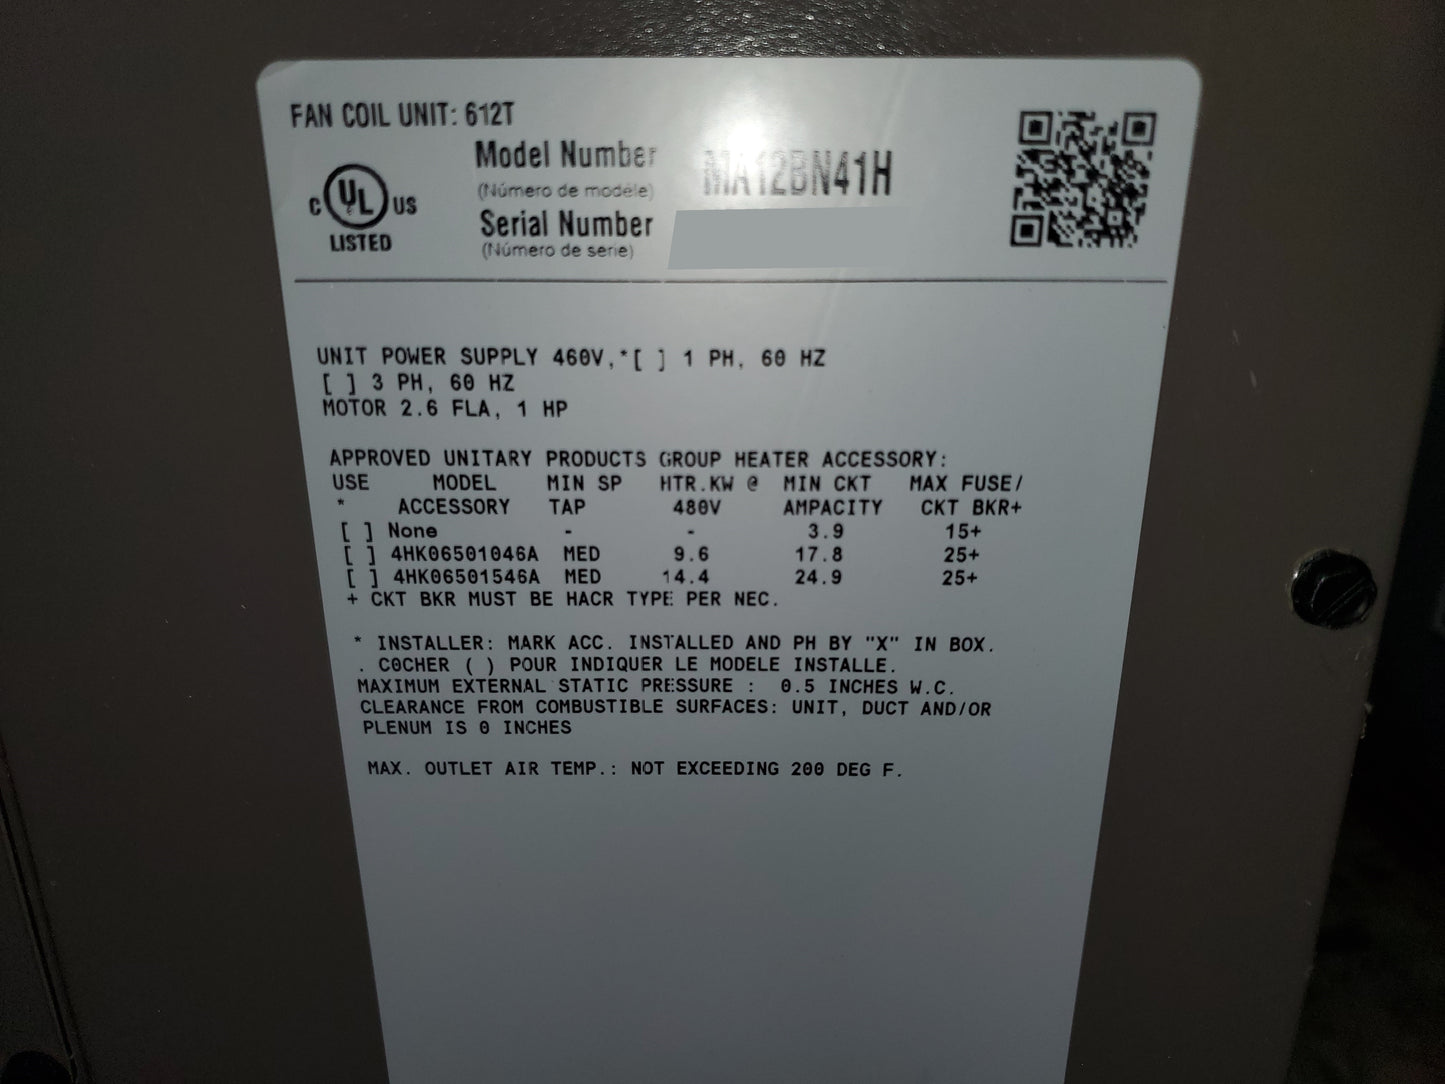 FAN COIL UNIT: 612T
Model Number MA12BN41H
(Número de modèle)
C UL US
LISTED
Serial Number
(Número de serie)
UNIT POWER SUPPLY 460V,*[ ] 1 PH, 60 HZ
[ ] 3 PH, 60 HZ
MOTOR 2.6 FLA, 1 HP
APPROVED UNITARY PRODUCTS GROUP HEATER ACCESSORY:
USE MODEL MIN SP HTR.KW @ MIN CKT MAX FUSE/
* ACCESSORY TAP 480V AMPACITY CKT BKR+
[ ] None - - 3.9 15+
[ ] 4HK06501046A MED 9.6 17.8 25+
[ ] 4HK06501546A MED 14.4 24.9 25+
+ CKT BKR MUST BE HACR TYPE PER NEC.
* INSTALLER: MARK ACC. INSTALLED AND PH BY "X" IN BOX.
. COCHER ( ) POUR INDIQUER LE MODELE INSTALLE.
MAXIMUM EXTERNAL STATIC PRESSURE : 0.5 INCHES W.C.
CLEARANCE FROM COMBUSTIBLE SURFACES: UNIT, DUCT AND/OR
PLENUM IS 0 INCHES
MAX. OUTLET AIR TEMP.: NOT EXCEEDING 200 DEG F.